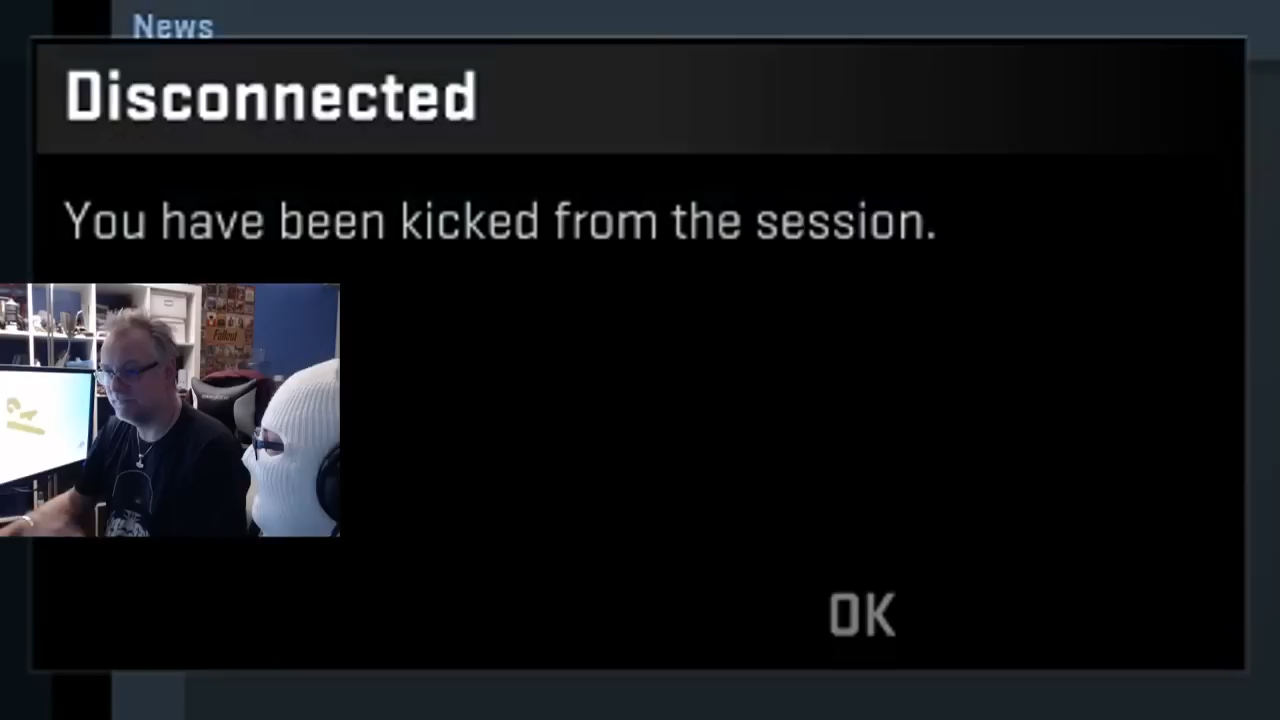 News
Disconnected
You have been kicked from the session.
Fallout
OK